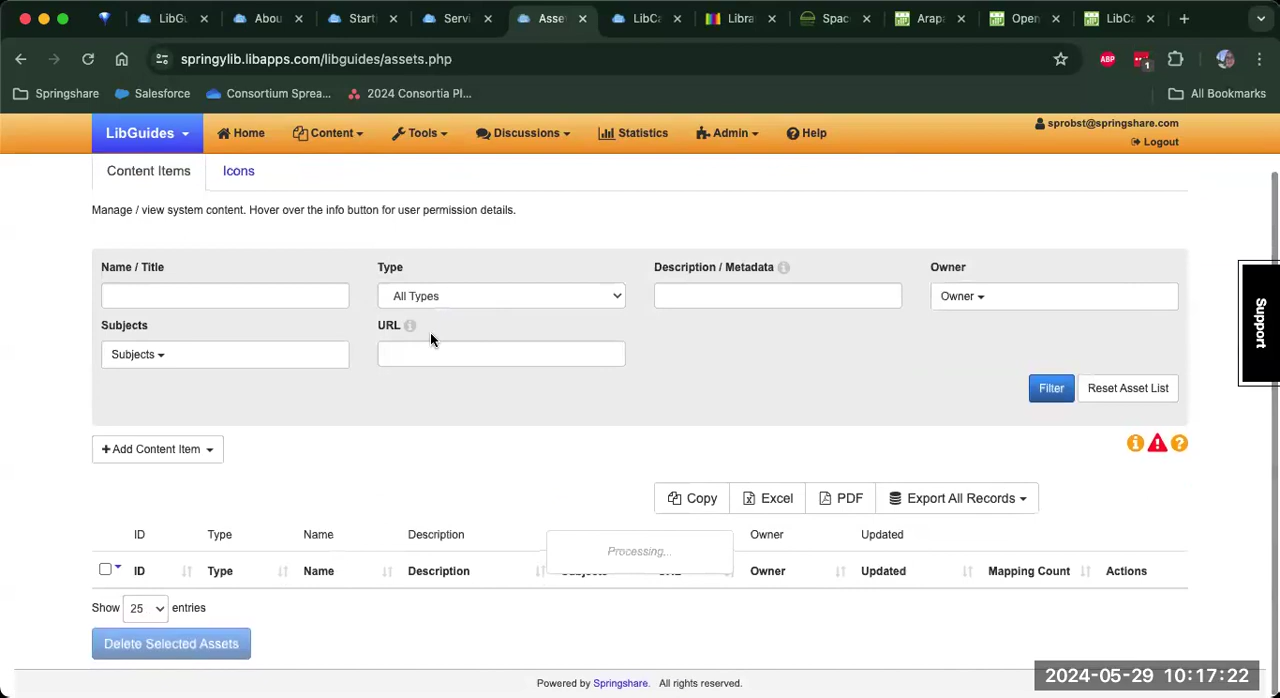 LibGu
Abou
Start
Servi
Asse
LibCa
Libra
Spac
Arap
Open
LibCa
springylib.libapps.com/libguides/assets.php
ABP
1
Springshare
Salesforce
Consortium Sprea...
2024 Consortia Pl...
All Bookmarks
LibGuides
Home
Content
Tools
Discussions
Statistics
Admin
Help
sprobst@springshare.com
Logout
Content Items
Icons
Manage / view system content. Hover over the info button for user permission details.
Name / Title
Type
Description / Metadata
Owner
All Types
Owner
Subjects
URL
Subjects
Filter
Reset Asset List
Support
+Add Content Item
Copy
Excel
PDF
Export All Records
ID
Type
Name
Description
Owner
Updated
Processing...
ID
Type
Name
Description
Owner
Updated
Mapping Count
Actions
Show 25 entries
Delete Selected Assets
Powered by Springshare. All rights reserved.
2024-05-29 10:17:22